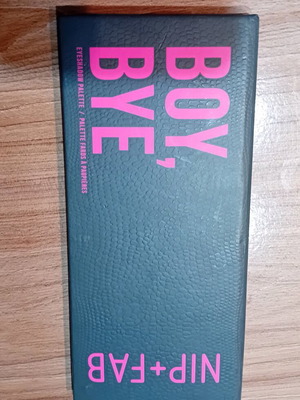 BOY,
BYE
EYESHADOW PALETTE / PALETTE FARDS À PAUPIÈRES
NIP+FAB